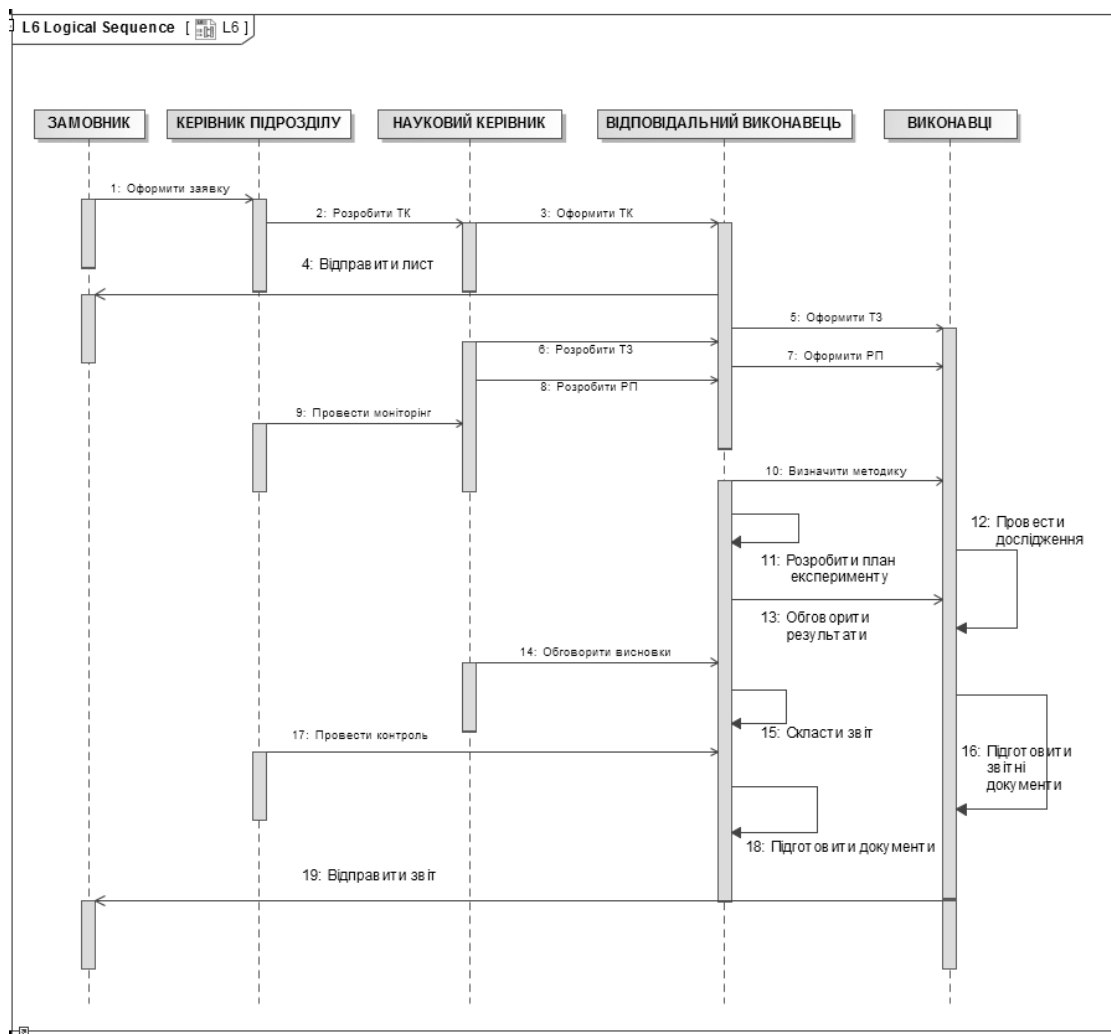 L6 Logical Sequence [ L6 ]
ЗАМОВНИК
КЕРІВНИК ПІДРОЗДІЛУ
НАУКОВИЙ КЕРІВНИК
ВІДПОВІДАЛЬНИЙ ВИКОНАВЕЦЬ
ВИКОНАВЦІ
1: Оформити заявку
2: Розробити ТК
3: Оформити ТК
4: Відправити лист
5: Оформити ТЗ
6: Розробити ТЗ
7: Оформити РП
8: Розробити РП
9: Провести моніторінг
10: Визначити методику
11: Розробити план
експерименту
12: Провести
дослідження
13: Обговорити
результати
14: Обговорити висновки
15: Скласти звіт
16: Підготовити
звітні
документи
17: Провести контроль
18: Підготовити документи
19: Відправити звіт